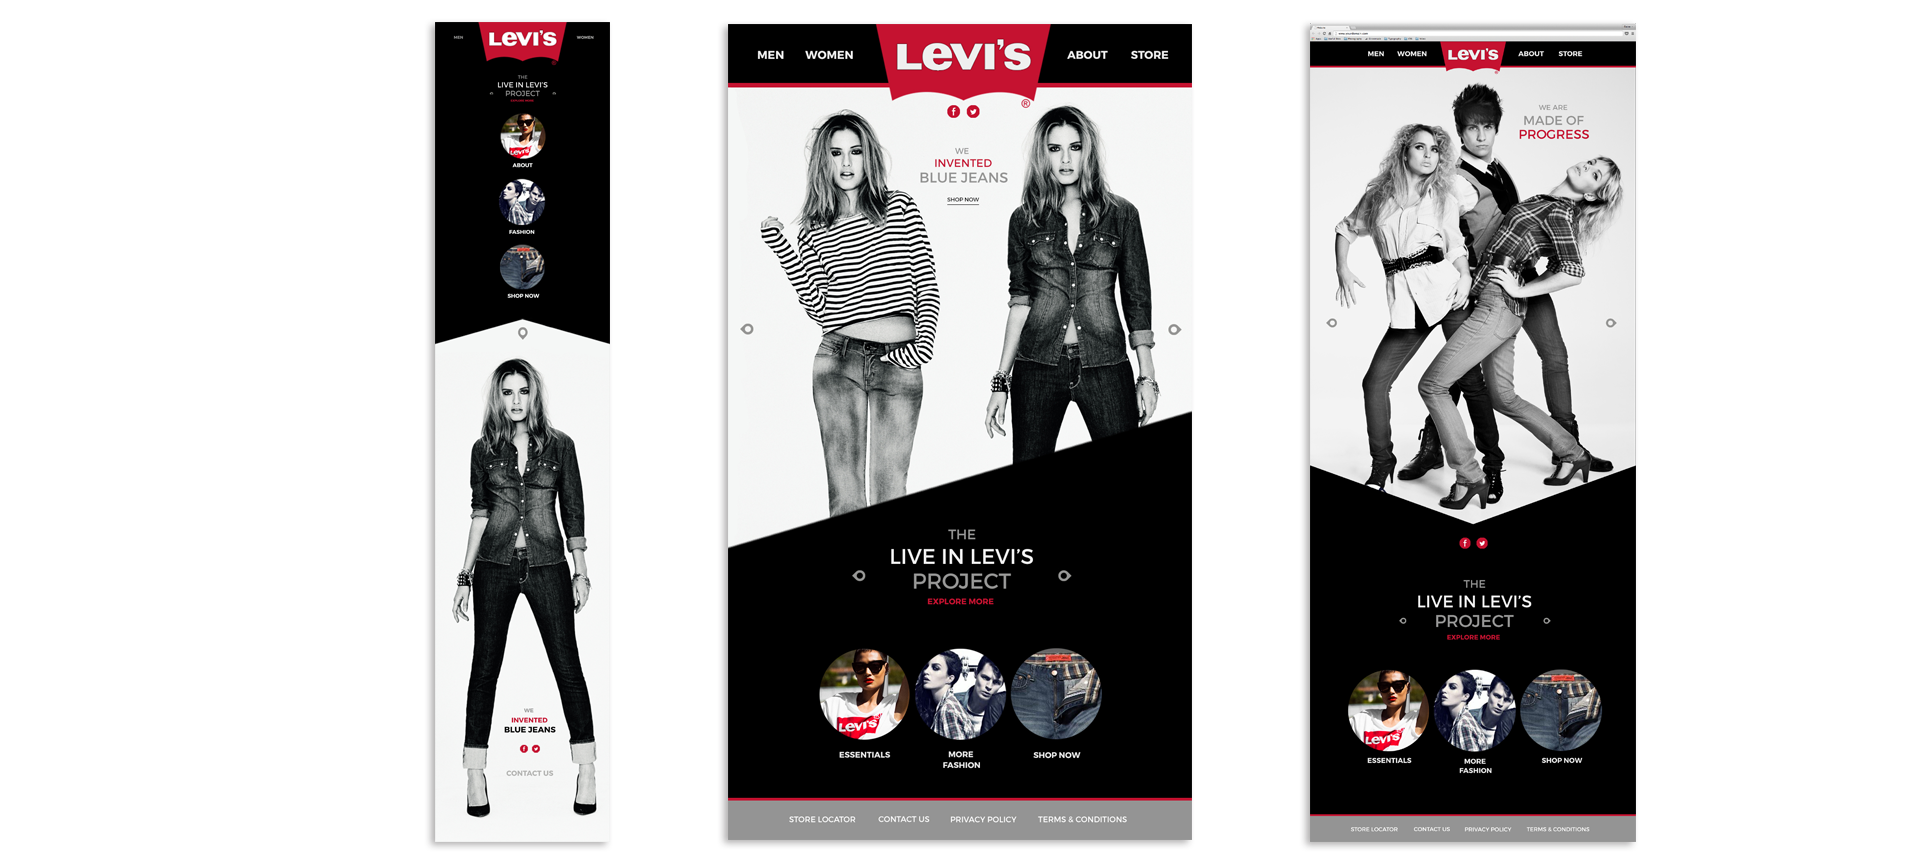 MEN
LEVI'S
WOMEN
®
THE
LIVE IN LEVI'S
PROJECT
EXPLORE MORE
LEVI'S
ABOUT
FASHION
SHOP NOW
WE
INVENTED
BLUE JEANS
CONTACT US
MEN WOMEN
LEVI'S
ABOUT STORE
®
WE
INVENTED
BLUE JEANS
SHOP NOW
THE
LIVE IN LEVI'S
PROJECT
EXPLORE MORE
LEVI'S
ESSENTIALS
MORE
FASHION
SHOP NOW
STORE LOCATOR CONTACT US PRIVACY POLICY TERMS & CONDITIONS
MEN WOMEN
LEVI'S
ABOUT STORE
WE ARE
MADE OF
PROGRESS
THE
LIVE IN LEVI'S
PROJECT
EXPLORE MORE
LEVI'S
ESSENTIALS
MORE
FASHION
SHOP NOW
STORE LOCATOR CONTACT US PRIVACY POLICY TERMS & CONDITIONS